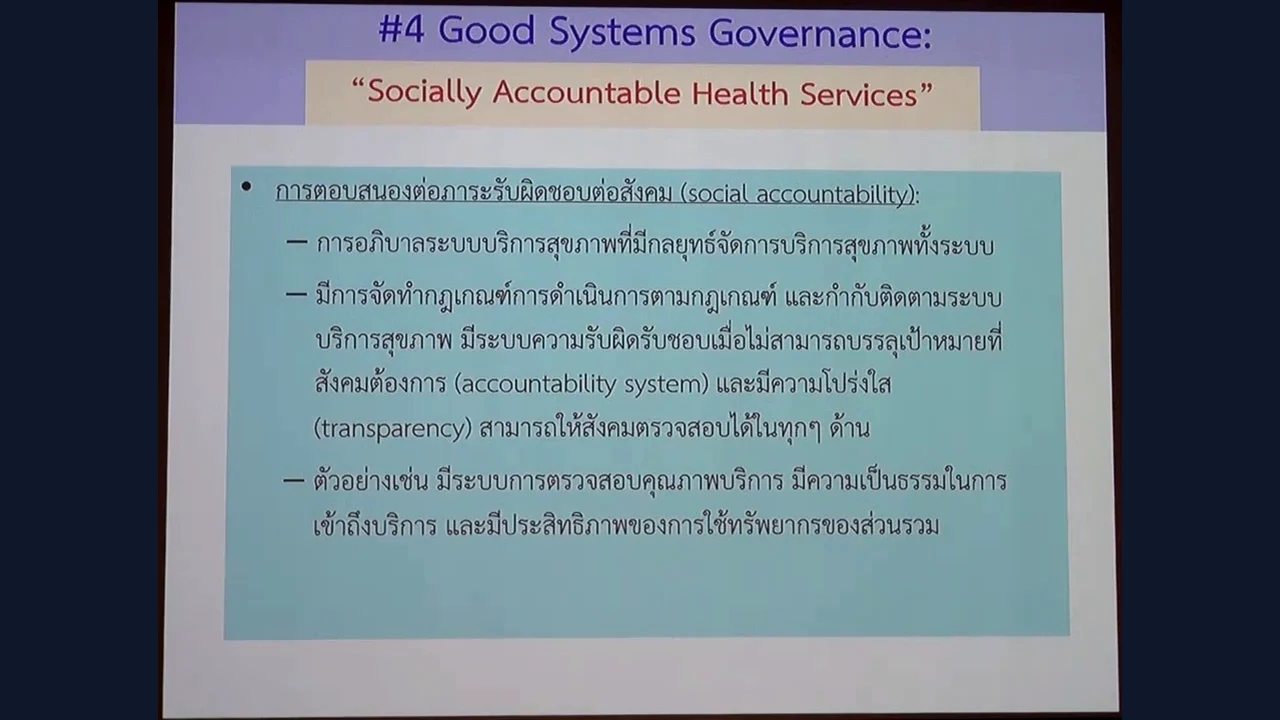 #4 Good Systems Governance:
“Socially Accountable Health Services”
• การตอบสนองต่อภาระรับผิดชอบต่อสังคม (social accountability):
– การอภิบาลระบบบริการสุขภาพที่มีกลยุทธ์จัดการบริการสุขภาพทั้งระบบ
– มีการจัดทำกฎเกณฑ์การดำเนินการตามกฎเกณฑ์ และกำกับติดตามระบบ
บริการสุขภาพ มีระบบความรับผิดรับชอบเมื่อไม่สามารถบรรลุเป้าหมายที่
สังคมต้องการ (accountability system) และมีความโปร่งใส
(transparency) สามารถให้สังคมตรวจสอบได้ในทุกๆ ด้าน
– ตัวอย่างเช่น มีระบบการตรวจสอบคุณภาพบริการ มีความเป็นธรรมในการ
เข้าถึงบริการ และมีประสิทธิภาพของการใช้ทรัพยากรของส่วนรวม